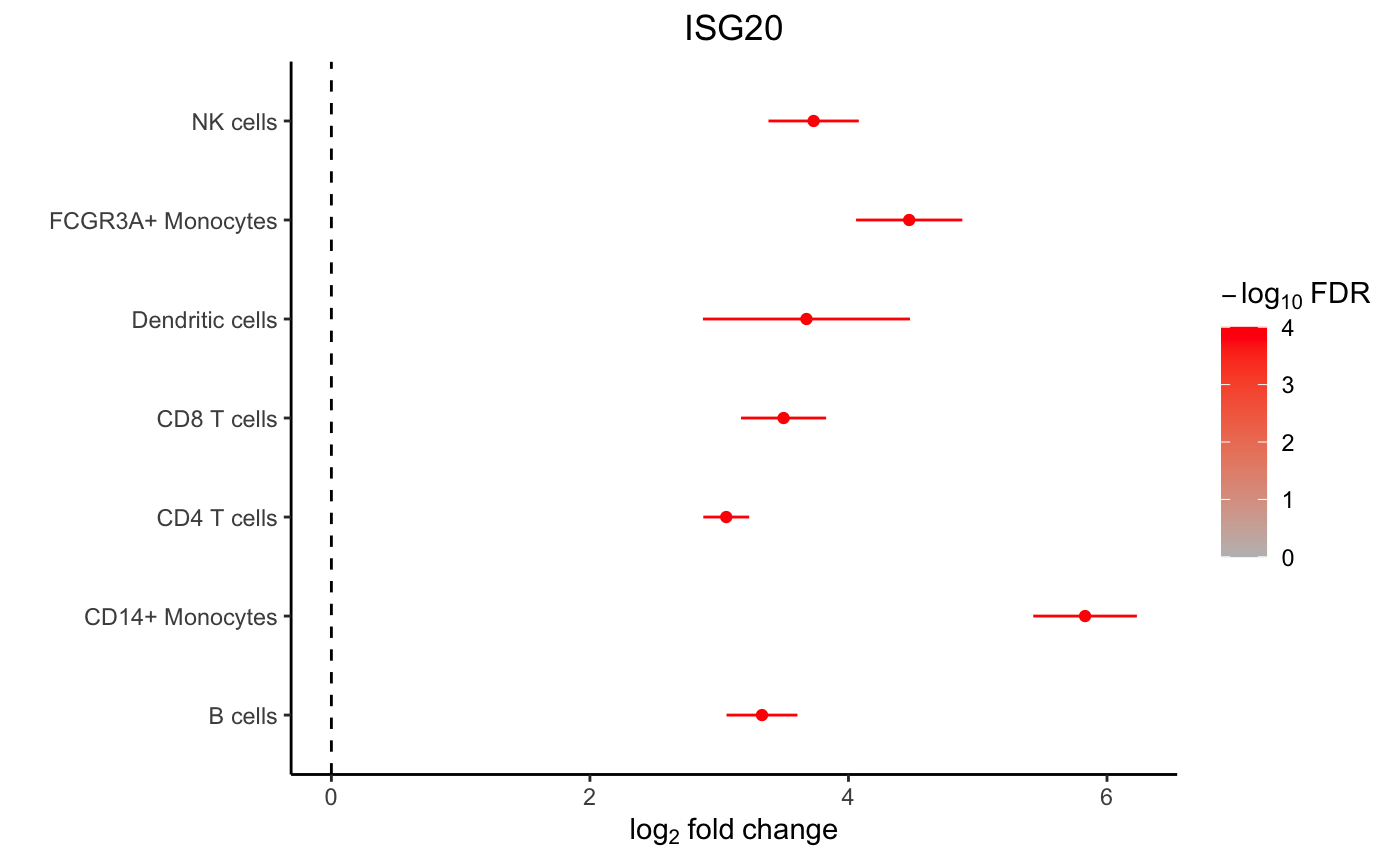 ISG20
NK cells
FCGR3A+ Monocytes
Dendritic cells
CD8 T cells
CD4 T cells
CD14+ Monocytes
B cells
0 2 4 6
log2 fold change
−log10 FDR
4
3
2
1
0